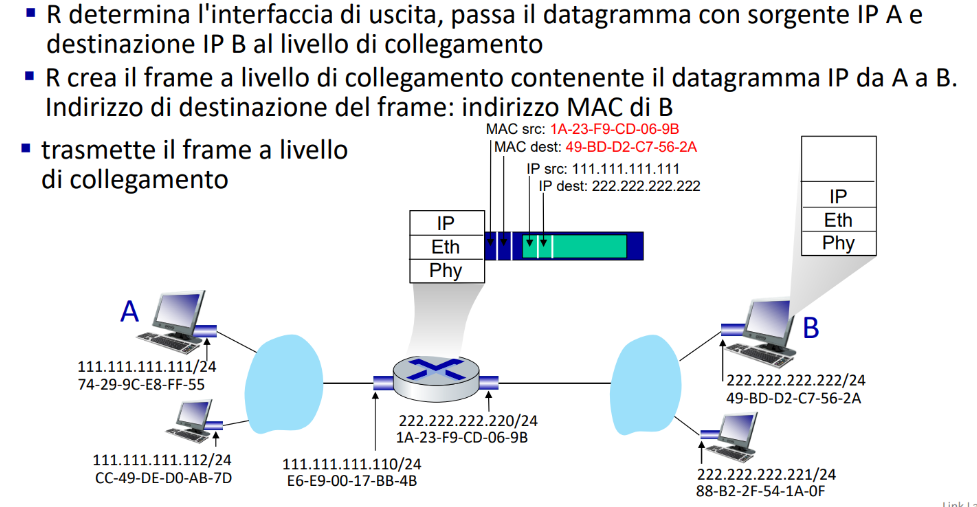 R determina l'interfaccia di uscita, passa il datagramma con sorgente IP A e
destinazione IP B al livello di collegamento
R crea il frame a livello di collegamento contenente il datagramma IP da A a B.
Indirizzo di destinazione del frame: indirizzo MAC di B
trasmette il frame a livello
di collegamento
MAC src: 1A-23-F9-CD-06-9B
MAC dest: 49-BD-D2-C7-56-2A
IP src: 111.111.111.111
IP dest: 222.222.222.222
IP
Eth
Phy
IP
Eth
Phy
A
B
111.111.111.111/24
74-29-9C-E8-FF-55
222.222.222.222/24
49-BD-D2-C7-56-2A
222.222.222.220/24
1A-23-F9-CD-06-9B
111.111.111.112/24
CC-49-DE-D0-AB-7D
111.111.111.110/24
E6-E9-00-17-BB-4B
222.222.222.221/24
88-B2-2F-54-1A-0F